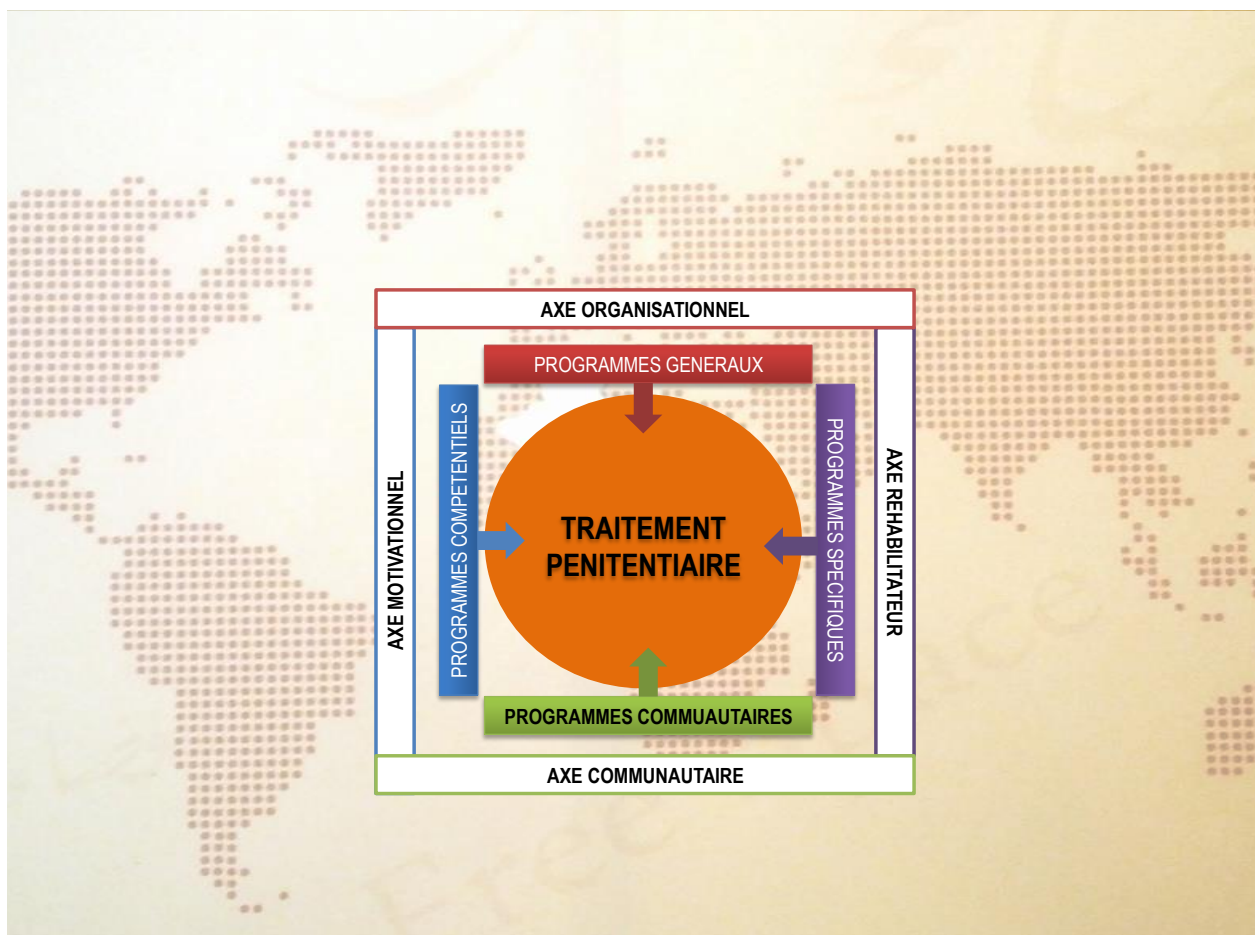 AXE ORGANISATIONNEL
PROGRAMMES GENERAUX
AXE MOTIVATIONNEL
PROGRAMMES COMPETENTIELS
TRAITEMENT
PENITENTIAIRE
PROGRAMMES SPECIFIQUES
AXE REHABILITATEUR
PROGRAMMES COMMUAUTAIRES
AXE COMMUNAUTAIRE